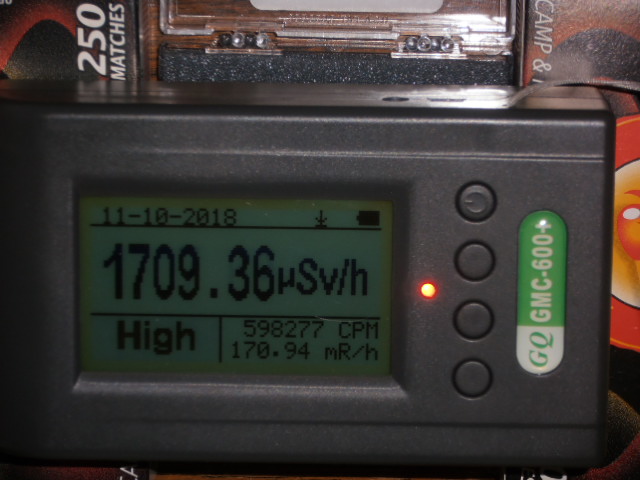 250
MATCHES
CAMP &
11-10-2018
1709.36µSv/h
High
598277 CPM
170.94 mR/h
GQ GMC-600+